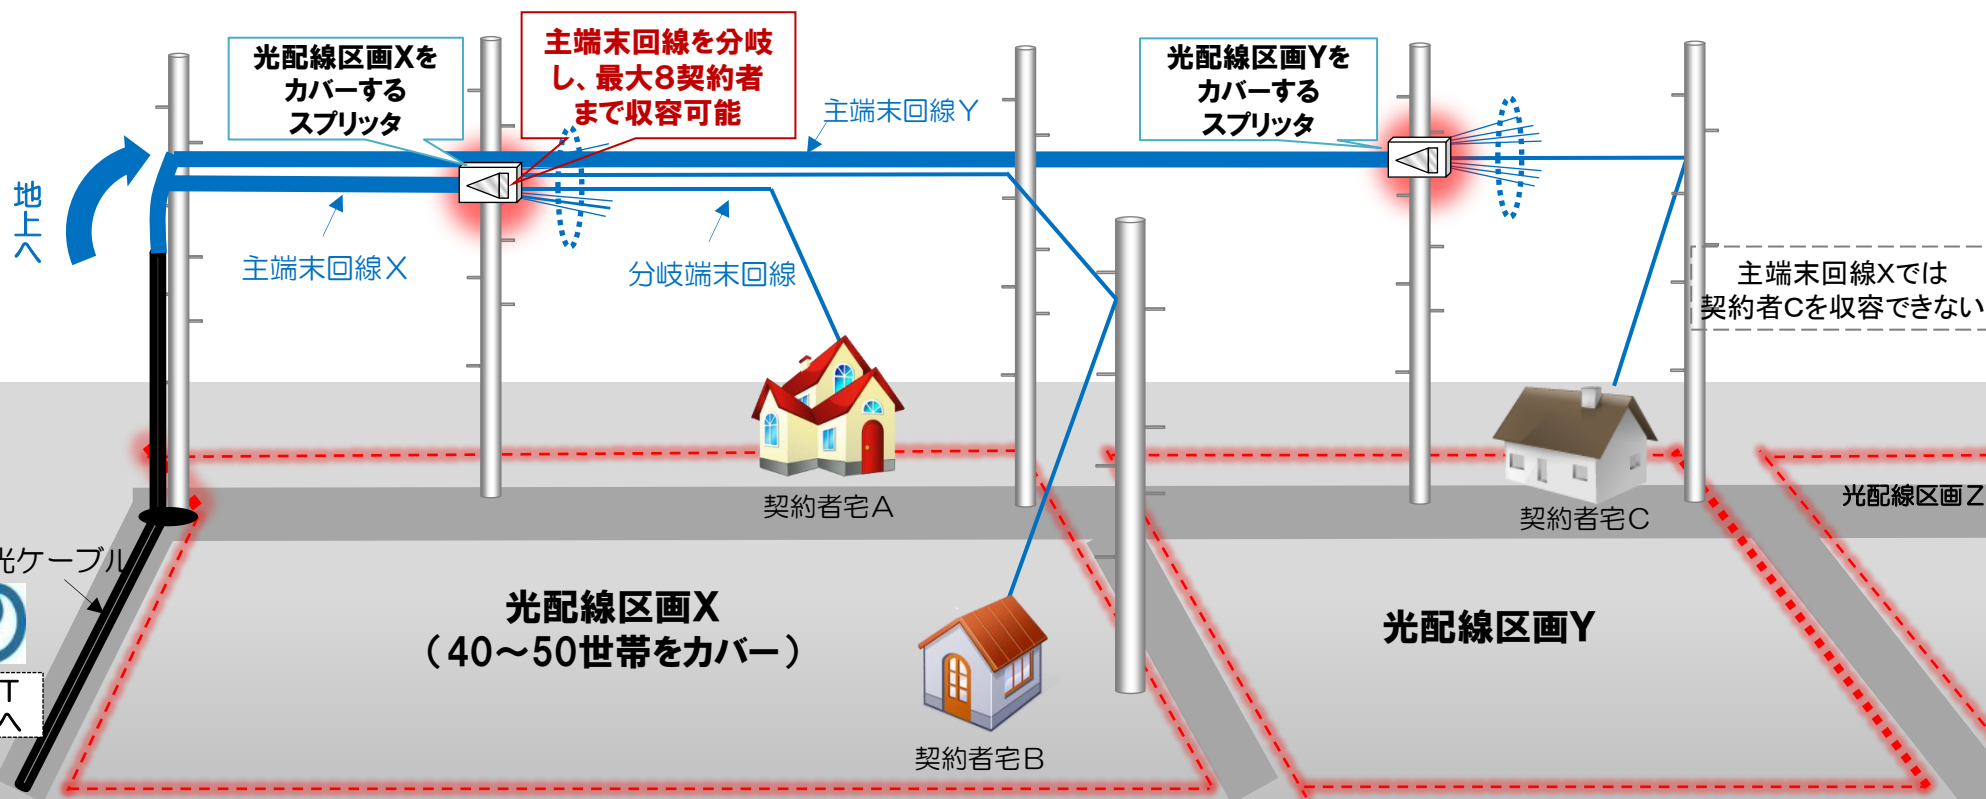 光配線区画Xを
カバーする
スプリッタ
主端末回線を分岐
し、最大8契約者
まで収容可能
主端末回線Y
光配線区画Yを
カバーする
スプリッタ
地上へ
主端末回線X
分岐端末回線
主端末回線Xでは
契約者Cを収容できない
契約者宅A
契約者宅C
光配線区画Z
光ケーブル
光配線区画X
（40～50世帯をカバー）
光配線区画Y
T
へ
契約者宅B